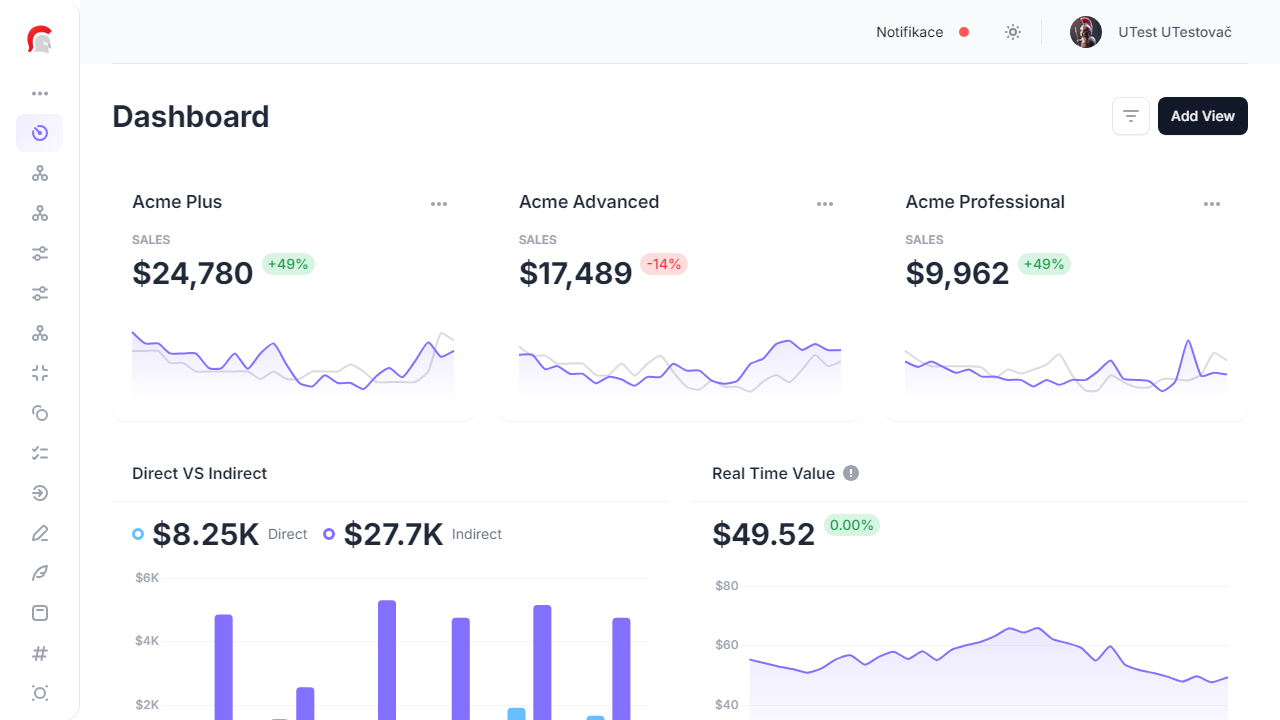 Notifikace
UTest UTestovač
Dashboard
Add View
Acme Plus
SALES
$24,780 +49%
Acme Advanced
SALES
$17,489 -14%
Acme Professional
SALES
$9,962 +49%
Direct VS Indirect
$8.25K Direct $27.7K Indirect
$6K
$4K
$2K
Real Time Value
$49.52 0.00%
$80
$60
$40